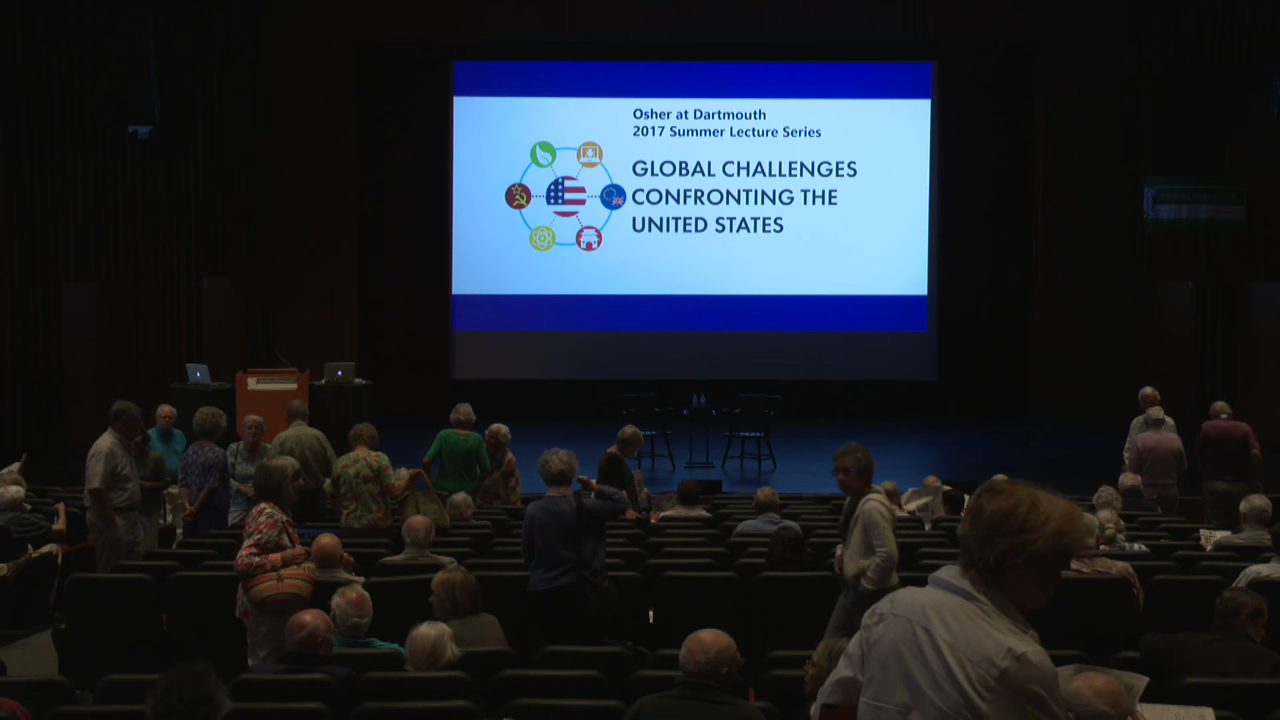 Osher at Dartmouth
2017 Summer Lecture Series
GLOBAL CHALLENGES
CONFRONTING THE
UNITED STATES